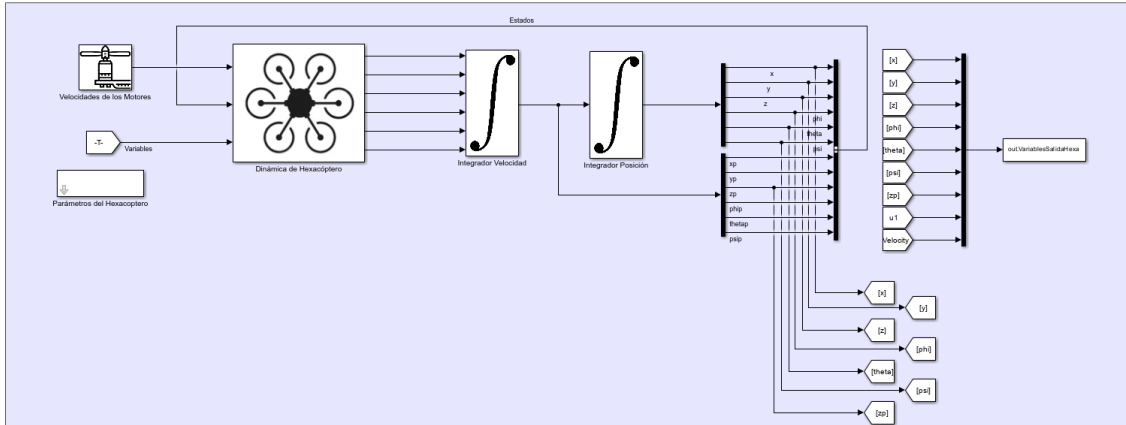 Estados
Velocidades de los Motores
-T-
Variables
Parámetros del Hexacoptero
Dinámica de Hexacóptero
Integrador Velocidad
Integrador Posición
x
y
z
phi
theta
psi
xp
yp
zp
phip
thetap
psip
[x]
[y]
[z]
[phi]
[theta]
[psi]
[zp]
u1
Velocity
out.VariablesSalidaHexa
[x]
[y]
[z]
[phi]
[theta]
[psi]
[zp]